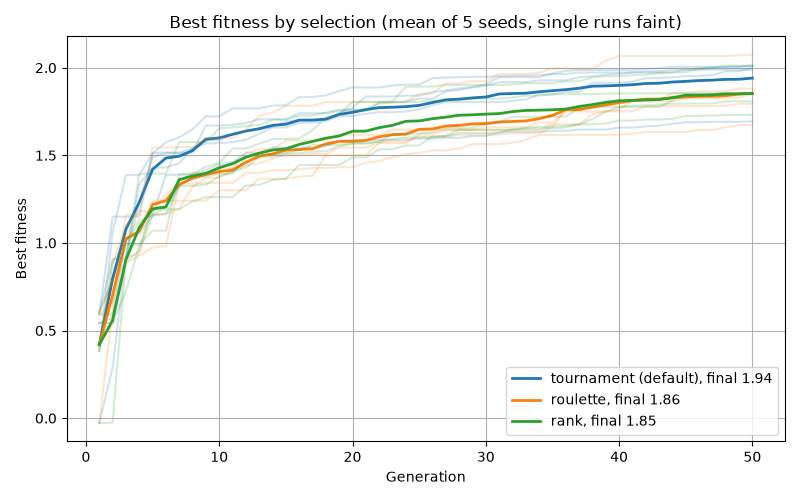 Best fitness by selection (mean of 5 seeds, single runs faint)
2.0
1.5
1.0
0.5
0.0
Best fitness
tournament (default), final 1.94
roulette, final 1.86
rank, final 1.85
0 10 20 30 40 50
Generation